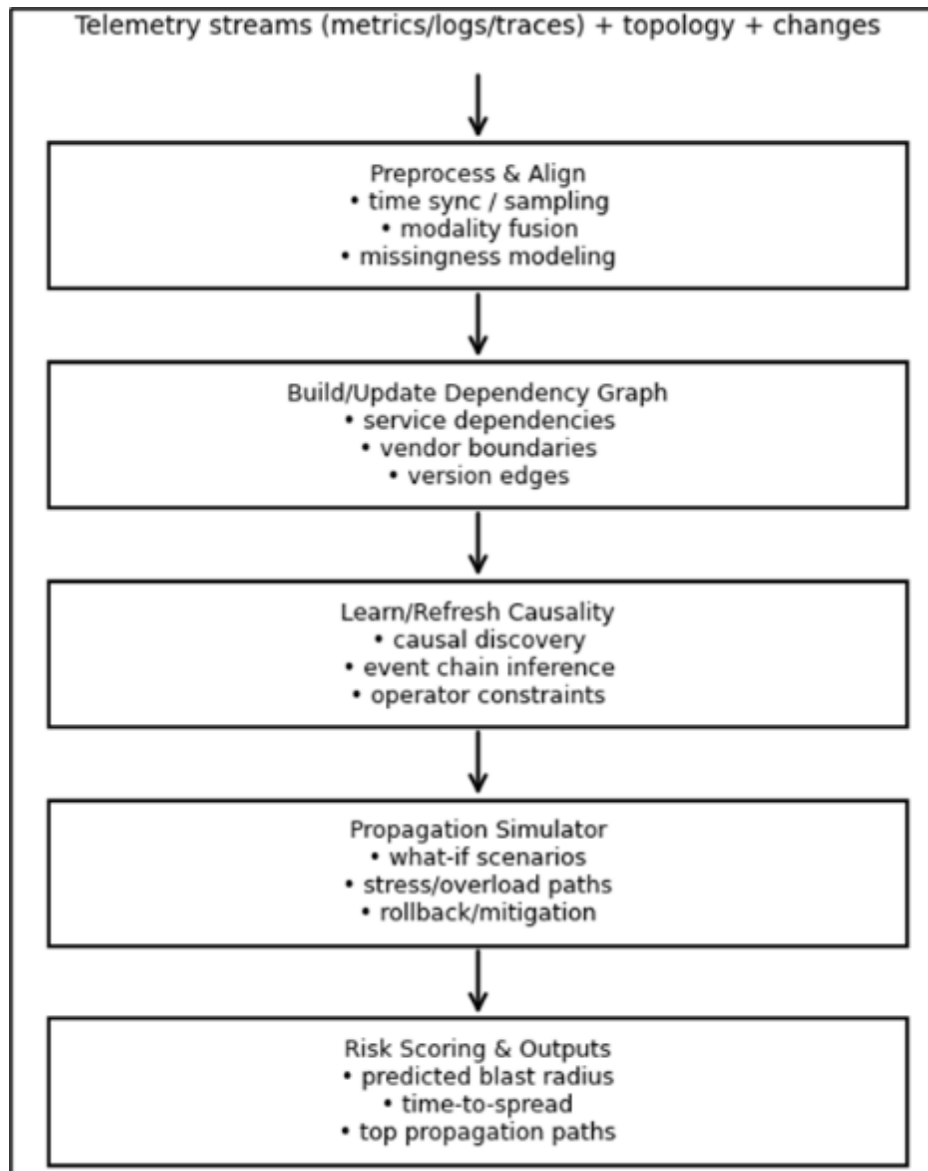 Telemetry streams (metrics/logs/traces) + topology + changes
Preprocess & Align
• time sync / sampling
• modality fusion
• missingness modeling
Build/Update Dependency Graph
• service dependencies
• vendor boundaries
• version edges
Learn/Refresh Causality
• causal discovery
• event chain inference
• operator constraints
Propagation Simulator
• what-if scenarios
• stress/overload paths
• rollback/mitigation
Risk Scoring & Outputs
• predicted blast radius
• time-to-spread
• top propagation paths